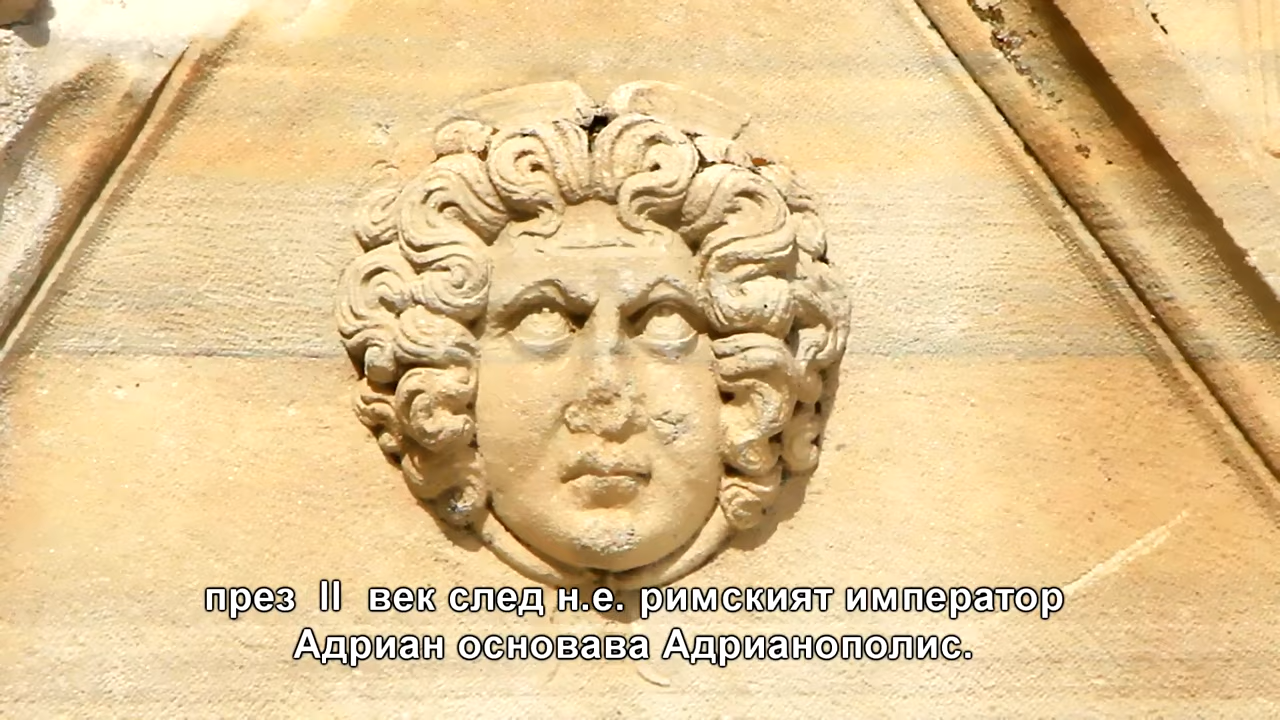 през  II  век след н.е. римският император
Адриан основава Адрианополис.